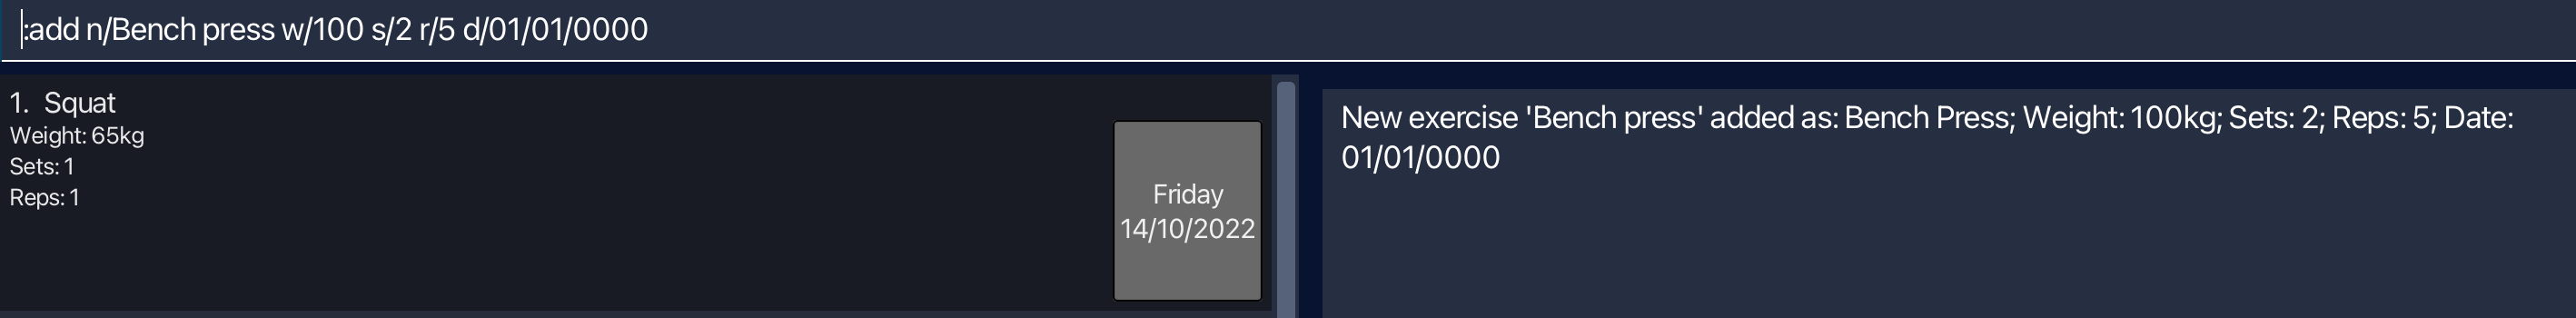 :add n/Bench press w/100 s/2 r/5 d/01/01/0000
1. Squat
Weight: 65kg
Sets: 1
Reps: 1
Friday
14/10/2022
New exercise 'Bench press' added as: Bench Press; Weight: 100kg; Sets: 2; Reps: 5; Date:
01/01/0000